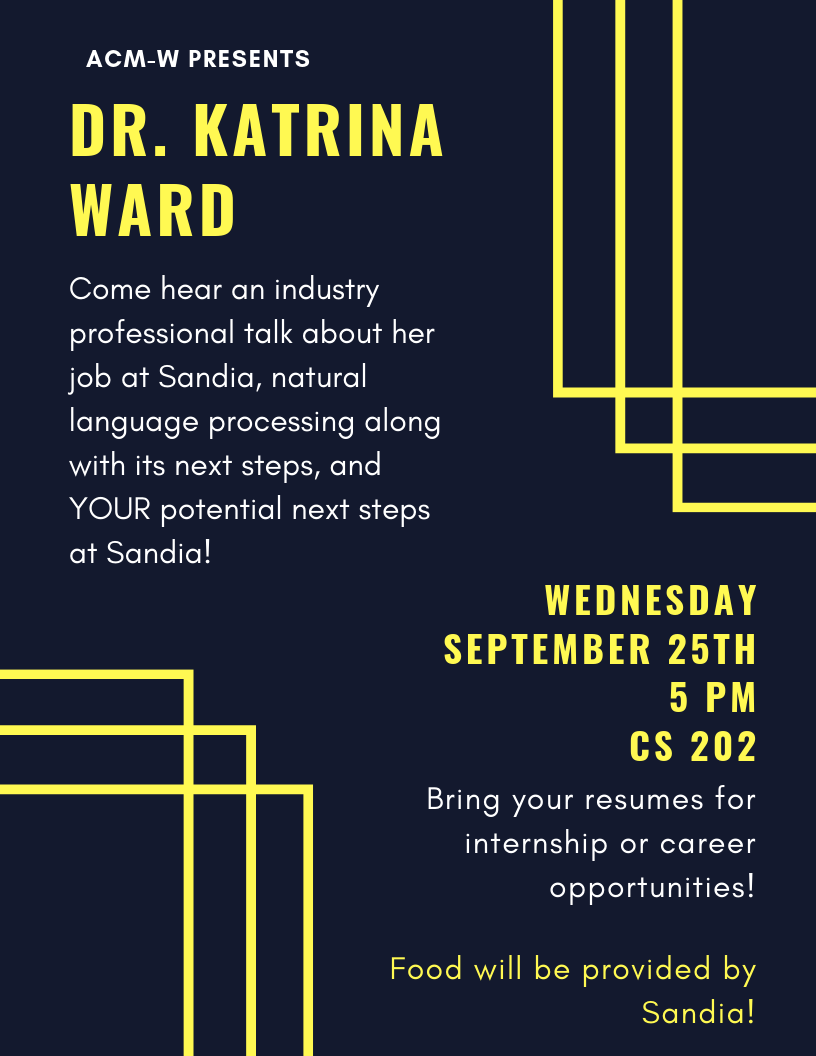 ACM-W PRESENTS
DR. KATRINA
WARD
Come hear an industry
professional talk about her
job at Sandia, natural
language processing along
with its next steps, and
YOUR potential next steps
at Sandia!
WEDNESDAY
SEPTEMBER 25TH
5 PM
CS 202
Bring your resumes for
internship or career
opportunities!
Food will be provided by
Sandia!